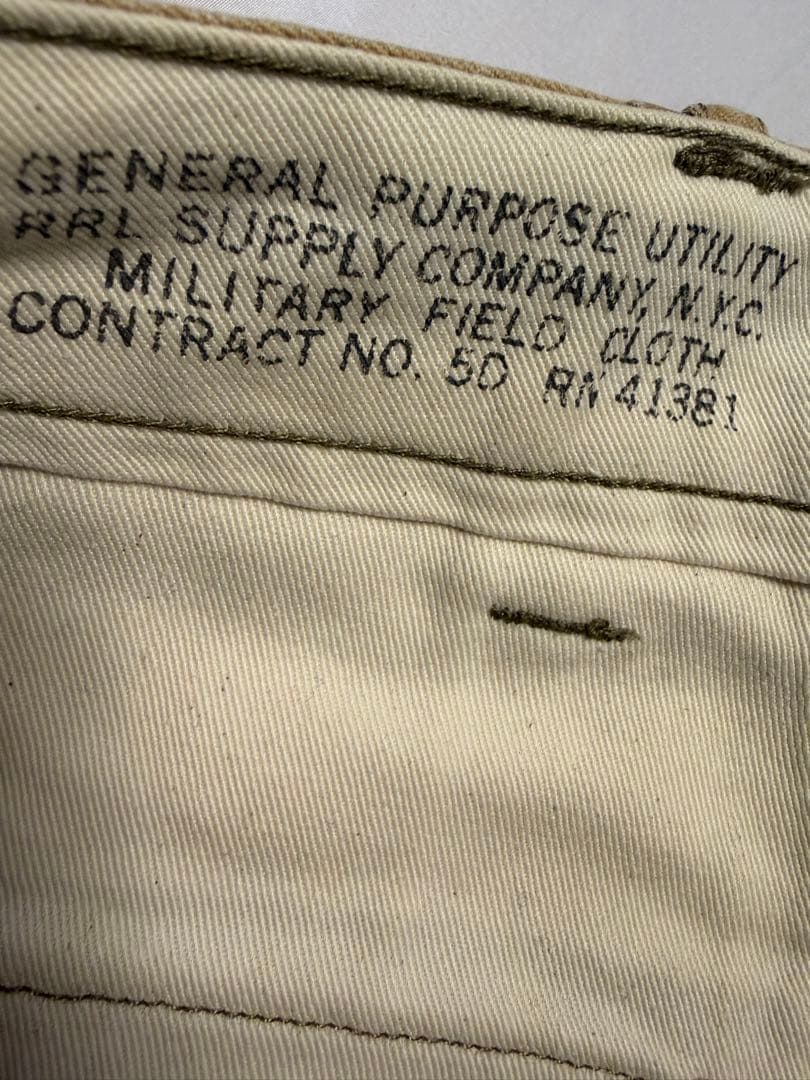 GENERAL PURPOSE UTILITY
RRL SUPPLY COMPANY, N.Y.C.
MILITARY FIELD CLOTH
CONTRACT NO. 50 RN 41381